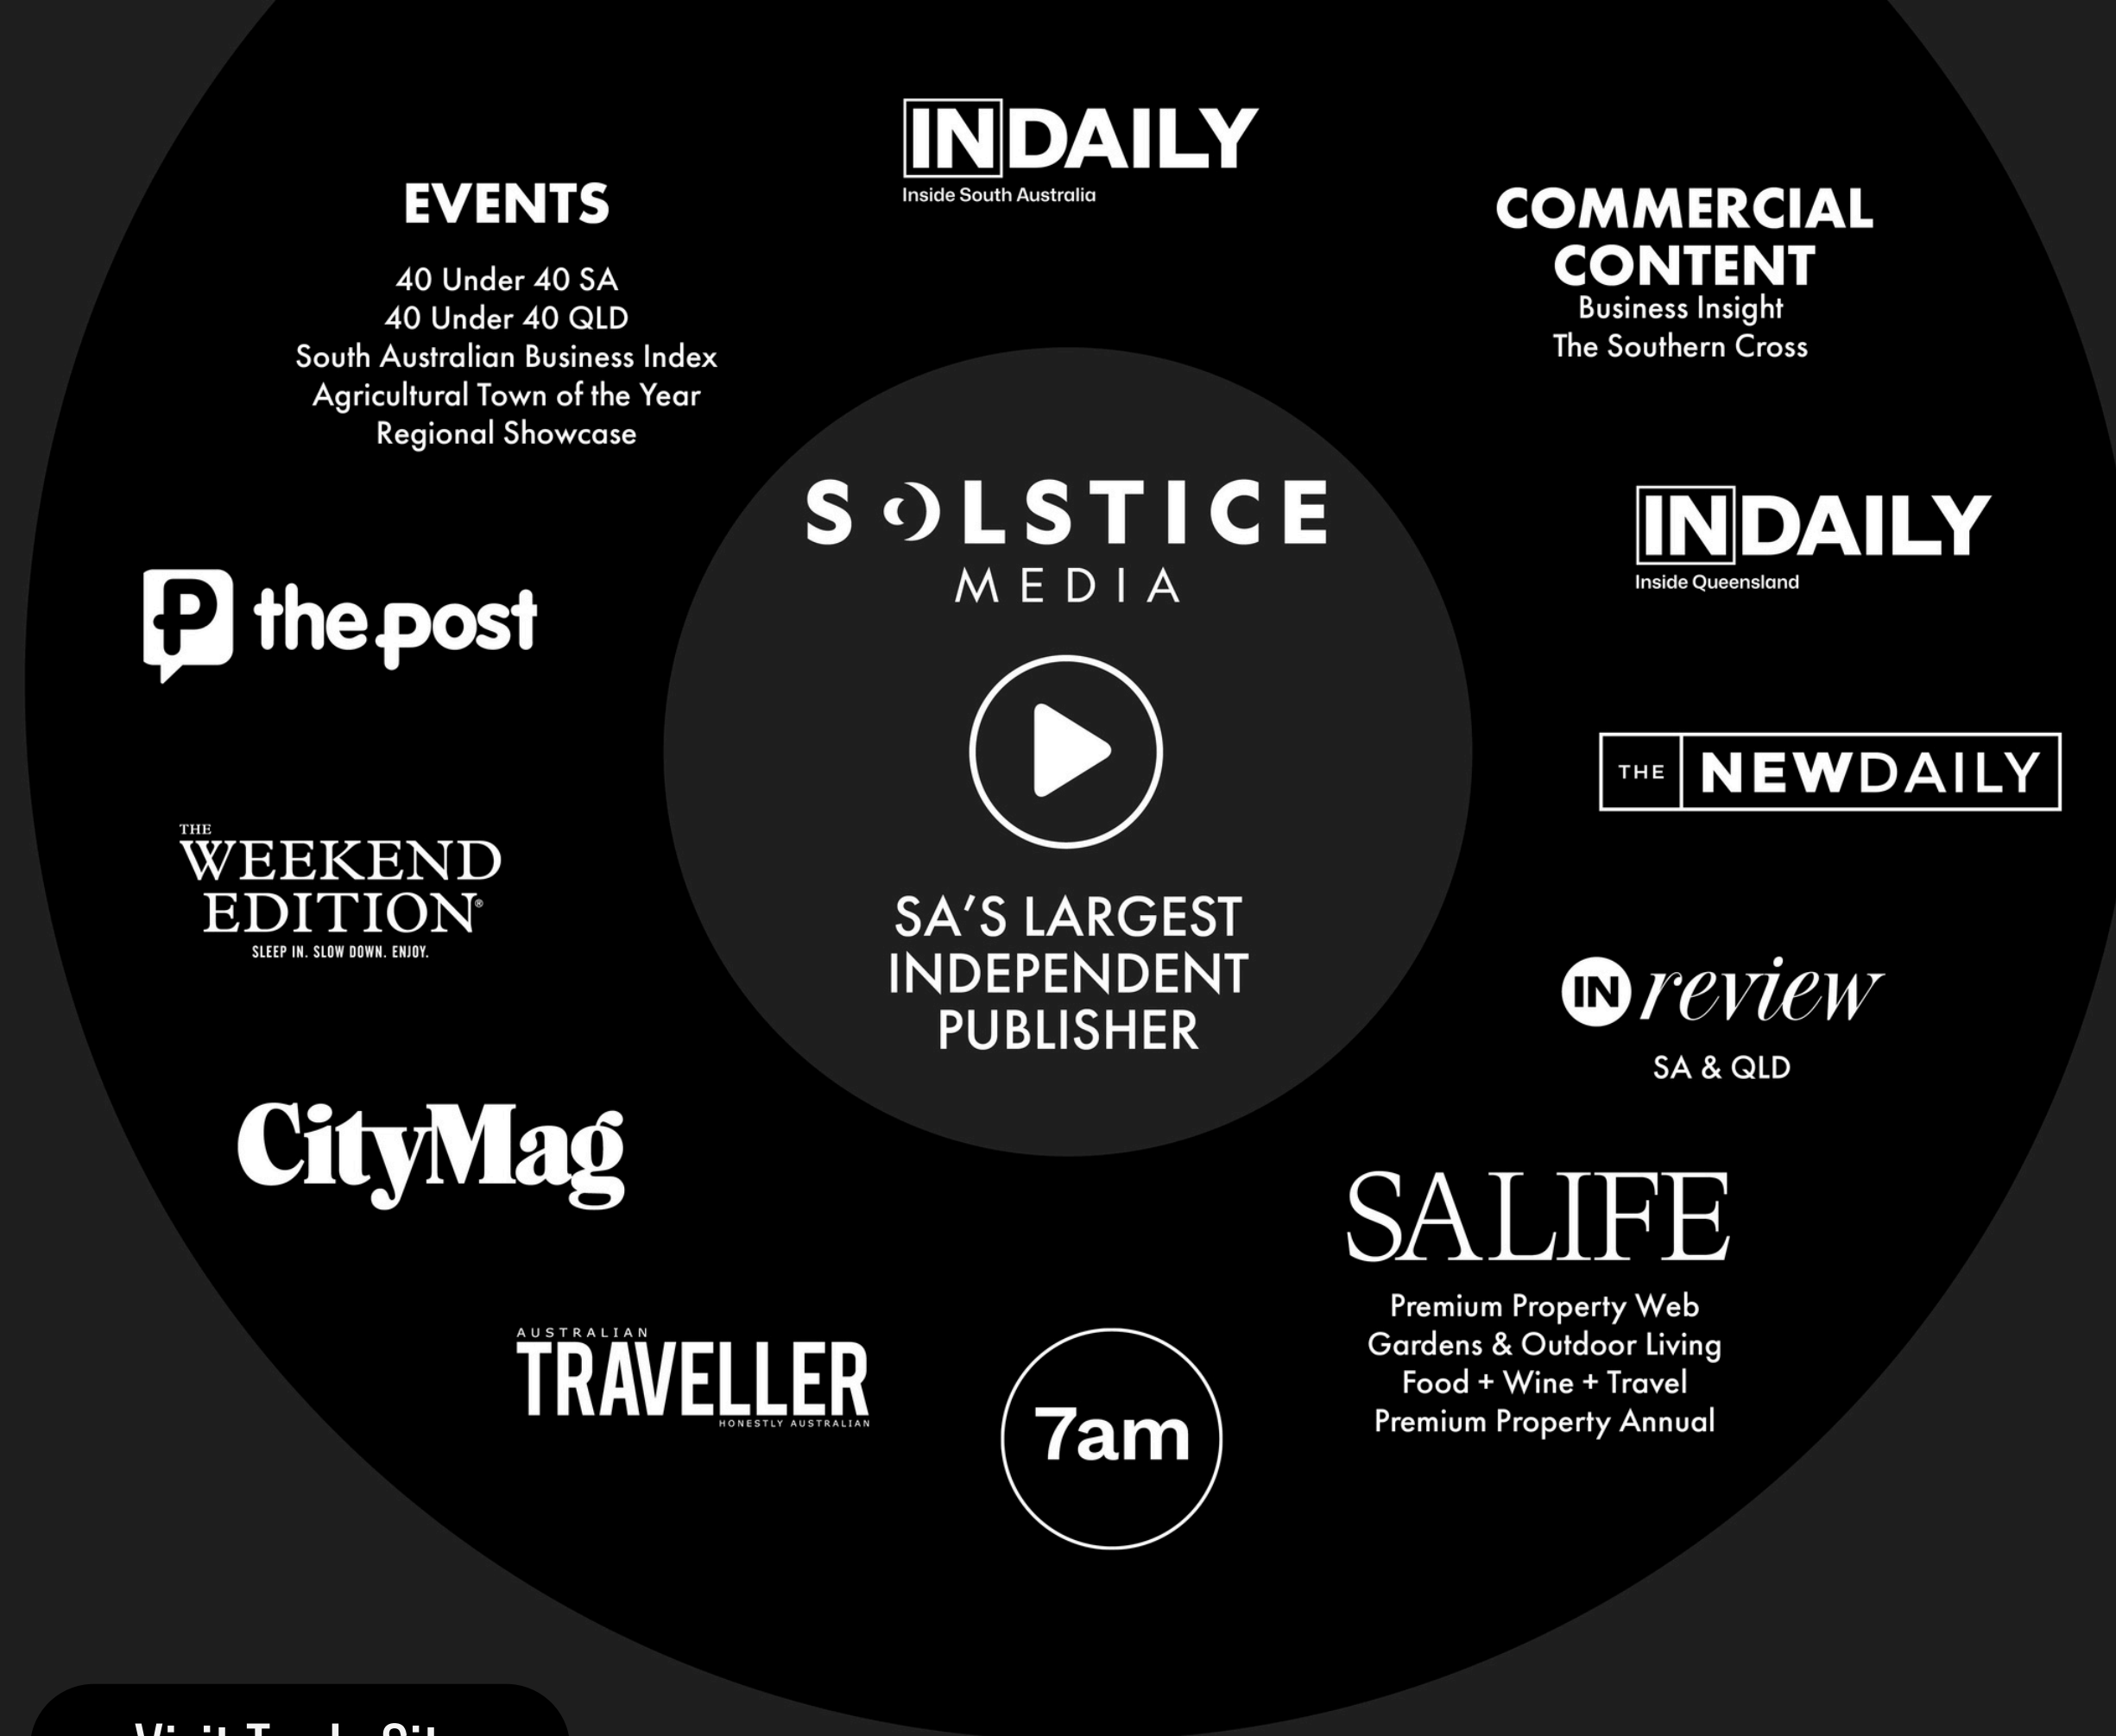 INDAILY
Inside South Australia
EVENTS
40 Under 40 SA
40 Under 40 QLD
South Australian Business Index
Agricultural Town of the Year
Regional Showcase
COMMERCIAL
CONTENT
Business Insight
The Southern Cross
SOLSTICE
MEDIA
INDAILY
Inside Queensland
P the post
THE NEWDAILY
THE
WEEKEND
EDITION®
SLEEP IN. SLOW DOWN. ENJOY.
SA’S LARGEST
INDEPENDENT
PUBLISHER
IN review
SA & QLD
CityMag
SALIFE
Premium Property Web
Gardens & Outdoor Living
Food + Wine + Travel
Premium Property Annual
AUSTRALIAN
TRAVELLER
HONESTLY AUSTRALIAN
7am
Visit